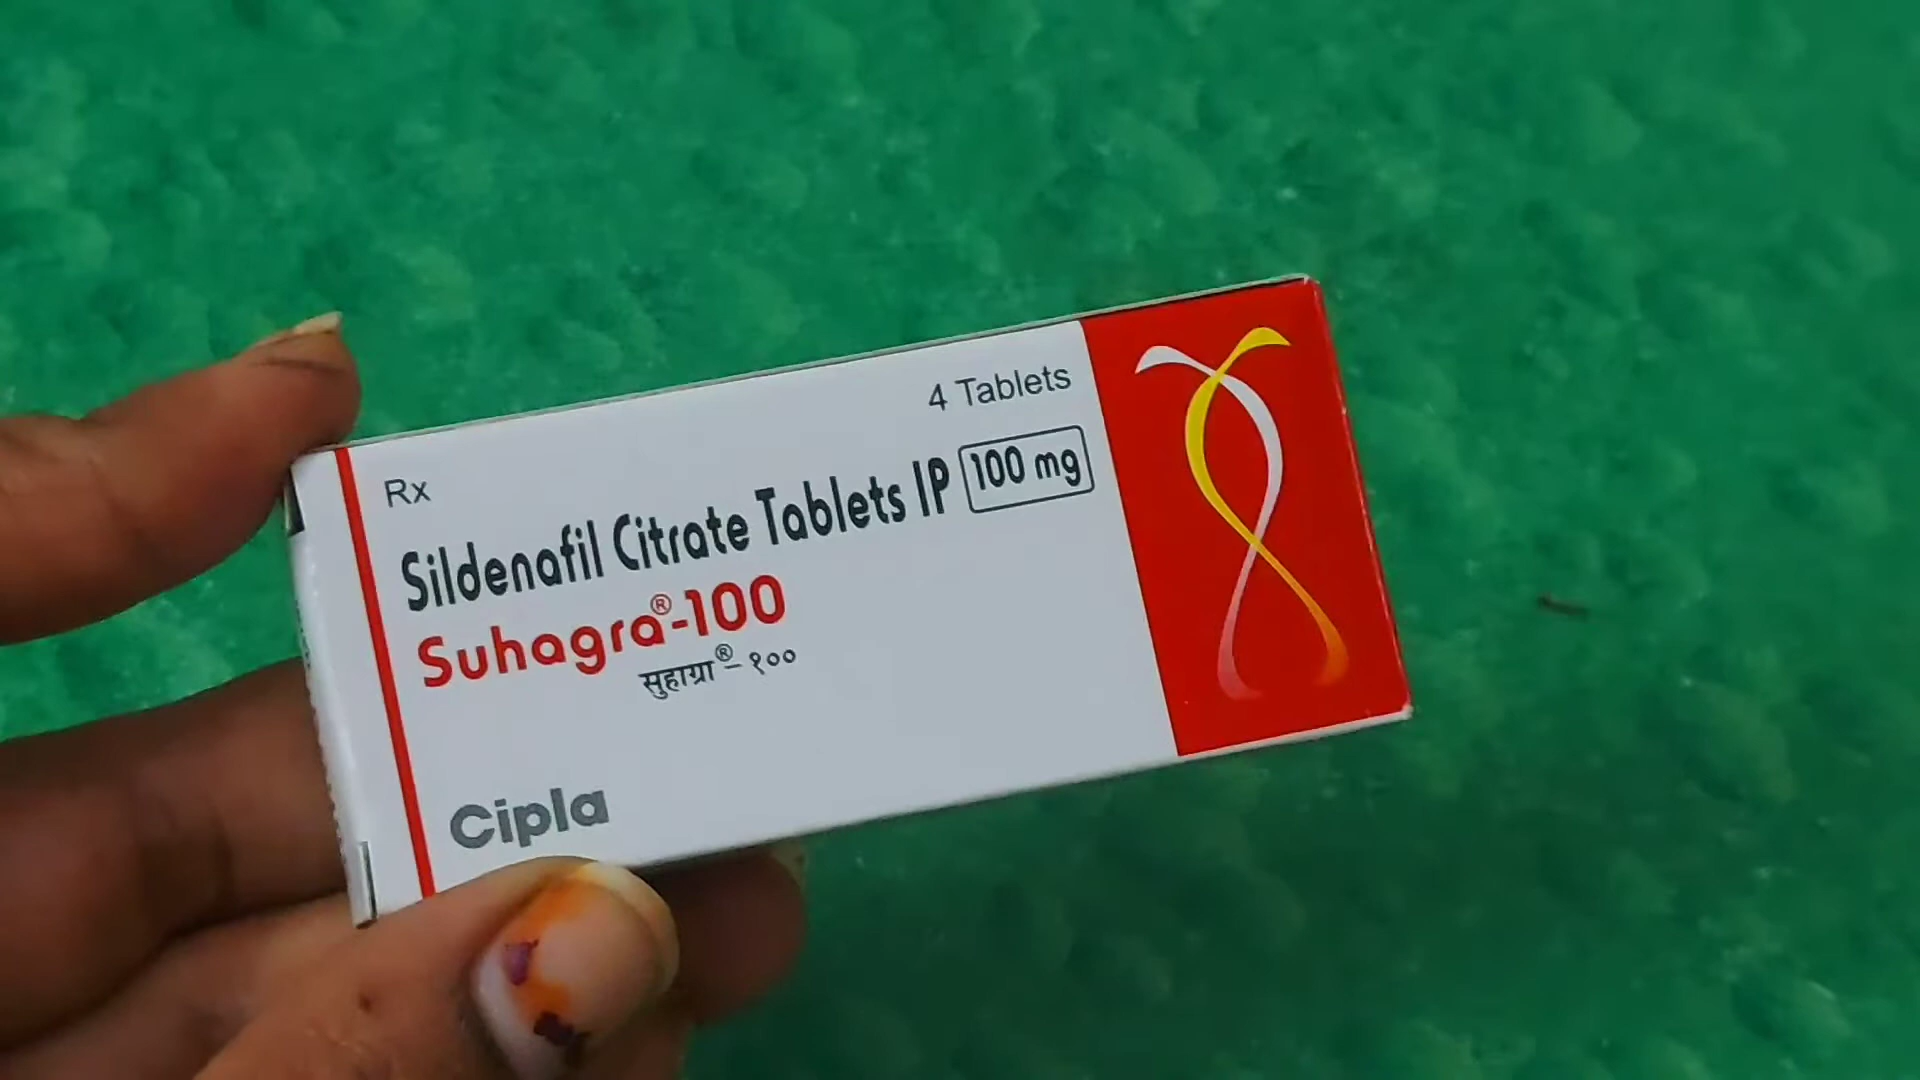 4 Tablets
Rx
Sildenafil Citrate Tablets IP 100 mg
Suhagra®-100
सुहाग्रा®-१००
Cipla